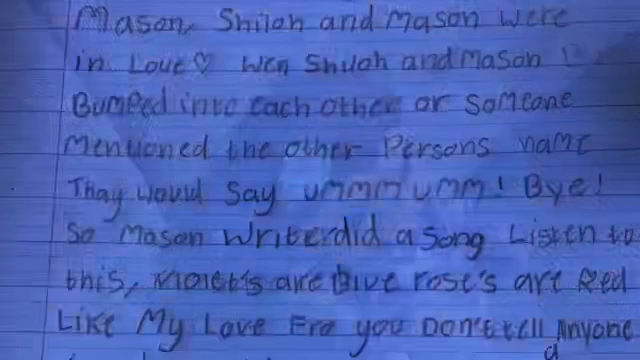 Mason, Shiloh and Mason were
in Love♡ Wen Shiloh and Mason
Bumped into each other or Someone
Mentioned the other Persons name
Thay would Say ummm umm! Bye!
So Mason Writer did a Song Listen to
this, are Blue rose's are Red
Like My Love Fro you Don't tell Anyone